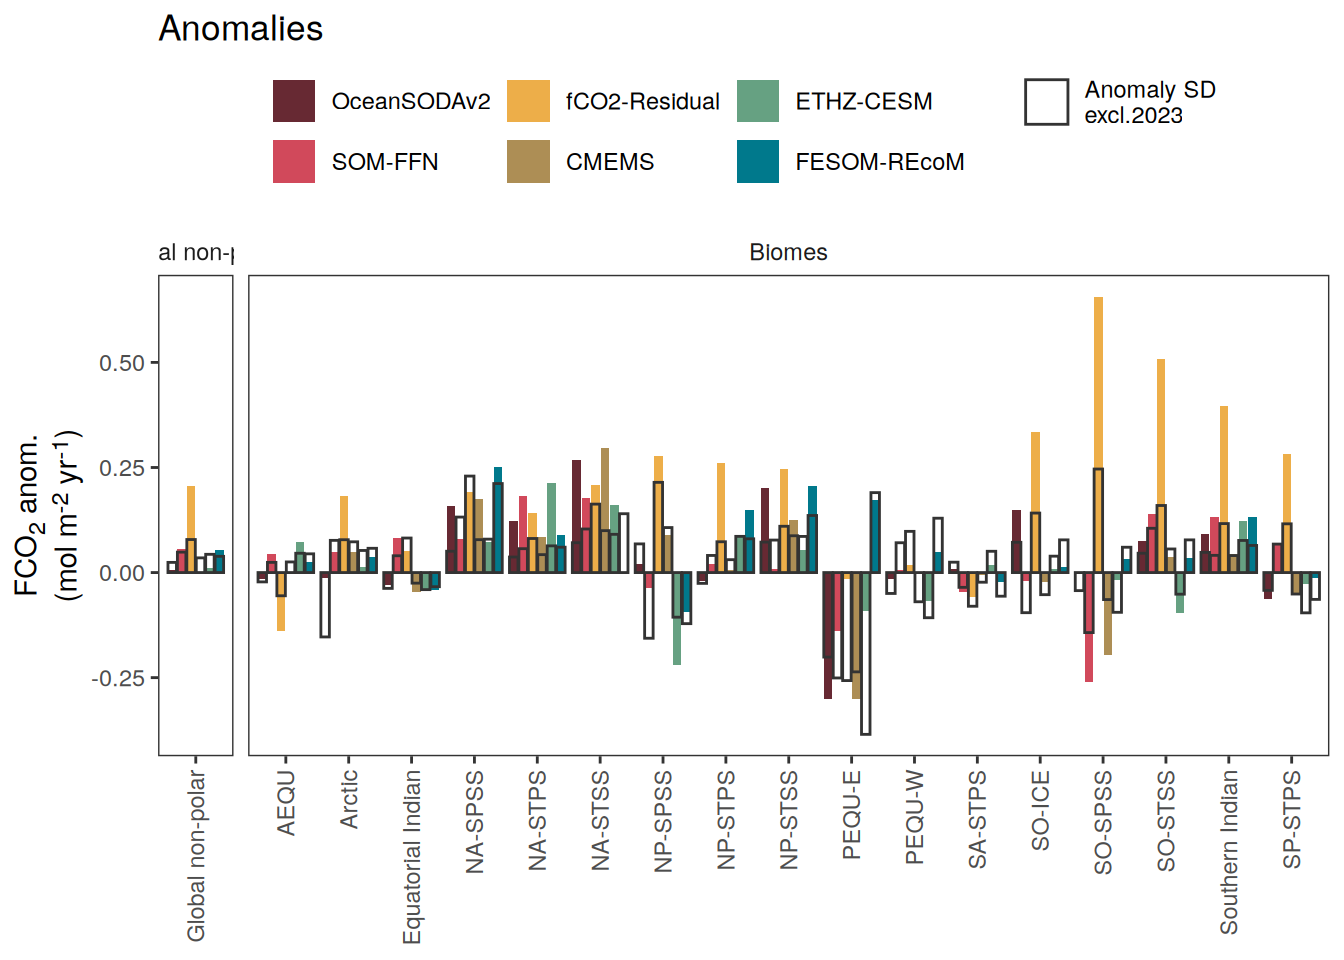 Anomalies
OceanSODAv2
fCO2-Residual
ETHZ-CESM
Anomaly SD
excl.2023
SOM-FFN
CMEMS
FESOM-REcoM
al non-p
Biomes
0.50
0.25
0.00
-0.25
FCO2 anom.
(mol m-2 yr-1)
Global non-polar
AEQU
Arctic
Equatorial Indian
NA-SPSS
NA-STPS
NA-STSS
NP-SPSS
NP-STPS
NP-STSS
PEQU-E
PEQU-W
SA-STPS
SO-ICE
SO-SPSS
SO-STSS
Southern Indian
SP-STPS